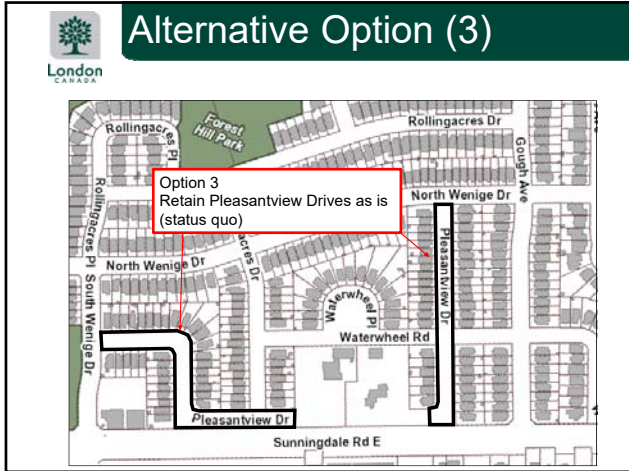 Alternative Option (3)
London
CANADA
Rollingacres Pl
Forest
Hill Park
Rollingacres Dr
Gough Ave
Option 3
Retain Pleasantview Drives as is
(status quo)
North Wenige Dr
Rollingacres Pl
Pleasantview Dr
North Wenige Dr
South Wenige Dr
Waterwheel Pl
Waterwheel Rd
Pleasantview Dr
Sunningdale Rd E